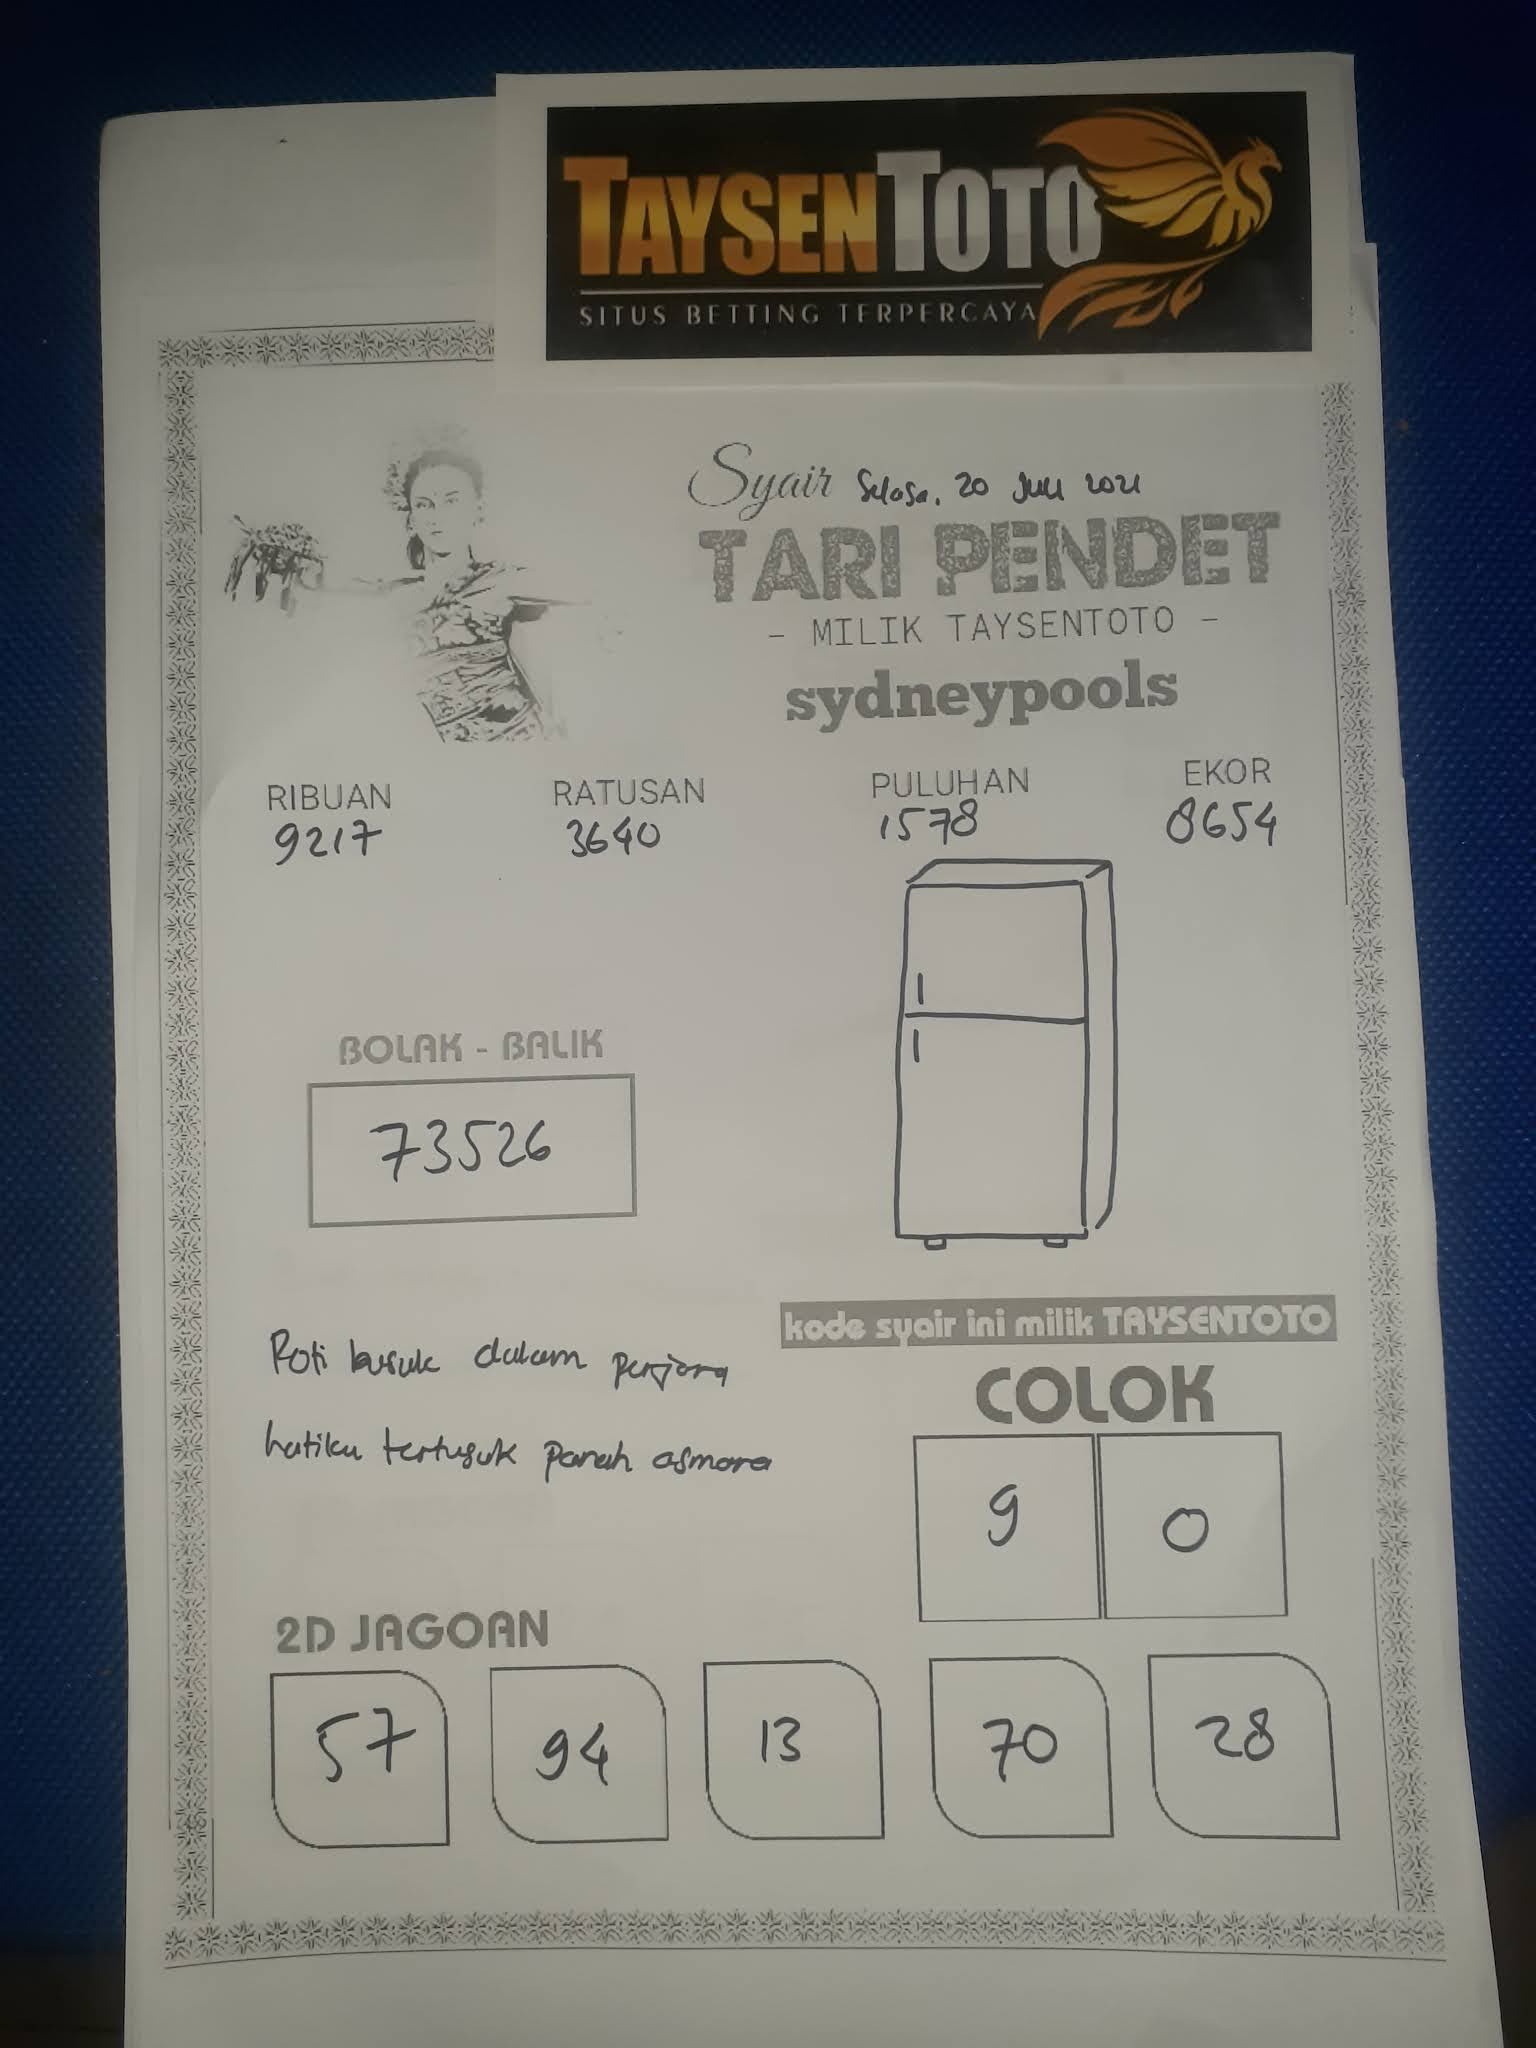 TAYSENTOTO
SITUS BETTING TERPERCAYA
Syair Selasa, 20 Juli 2021
TARI PENDET
- MILIK TAYSENTOTO -
sydneypools
RIBUAN RATUSAN PULUHAN EKOR
9217 3640 1578 8654
BOLAK - BALIK
73526
kode syair ini milik TAYSENTOTO
Roti busuk dalam penjara
hatiku tertusuk panah asmara
COLOK
9 0
2D JAGOAN
57 94 13 70 28